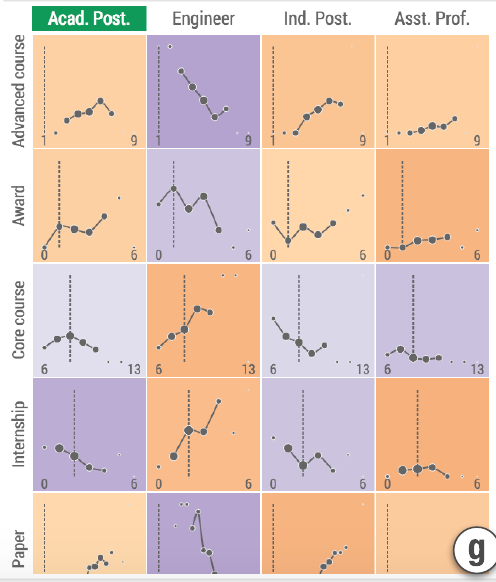 Acad. Post. Engineer Ind. Post. Asst. Prof.
Advanced course
1 9 1 9 1 9 1 9
Award
0 6 0 6 0 6 0 6
Core course
6 13 6 13 6 13 6 13
Internship
0 6 0 6 0 6 0 6
Paper
g